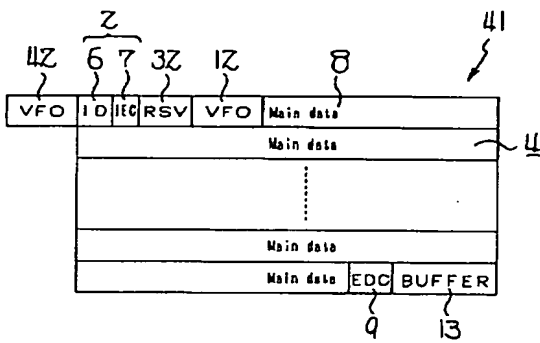 41
2
42 6 7 32 12 8
VFO ID IEC RSV VFO Main data
Main data 4
Main data
Main data EDC BUFFER
9 13